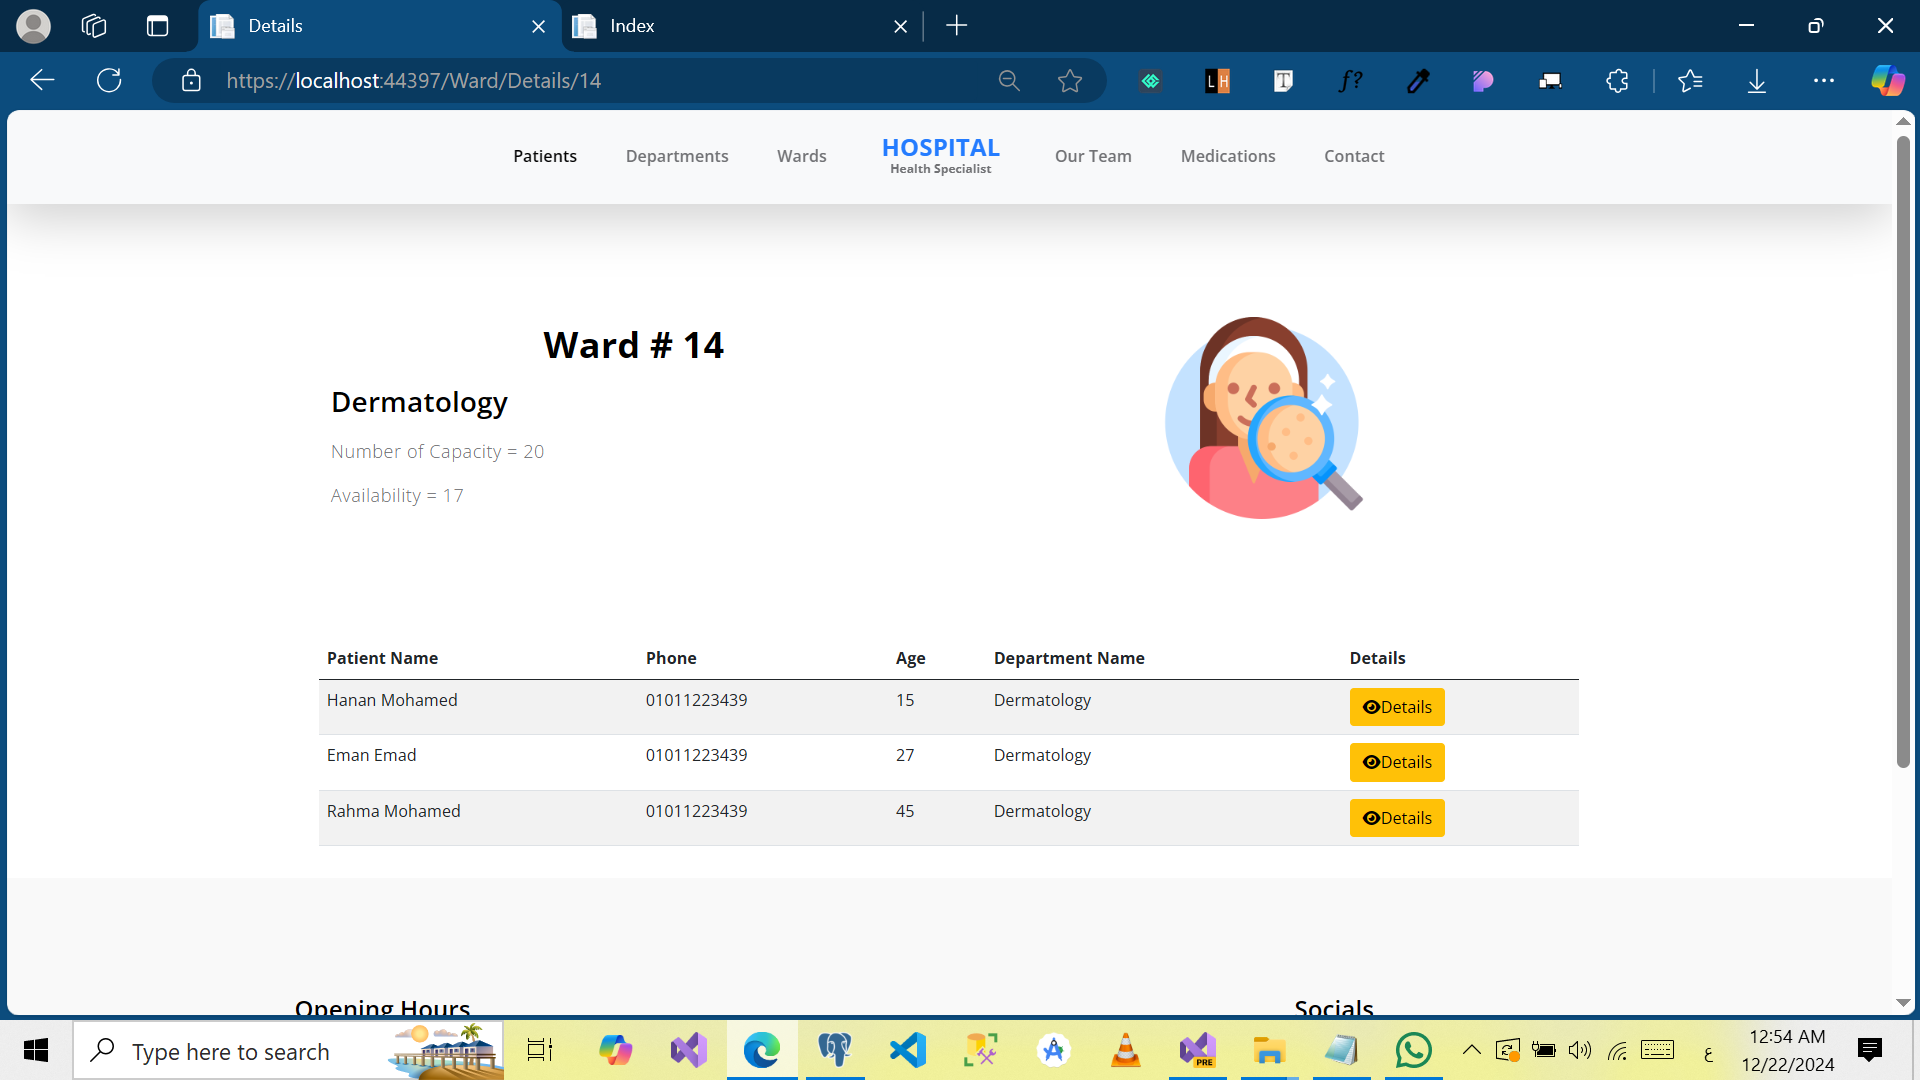 Details
Index
https://localhost:44397/Ward/Details/14
LH
T
f?
Patients
Departments
Wards
HOSPITAL
Health Specialist
Our Team
Medications
Contact
Ward # 14
Dermatology
Number of Capacity = 20
Availability = 17
Patient Name Phone Age Department Name Details
Hanan Mohamed 01011223439 15 Dermatology Details
Eman Emad 01011223439 27 Dermatology Details
Rahma Mohamed 01011223439 45 Dermatology Details
Opening Hours
Socials
Type here to search
PRE
ع
12:54 AM
12/22/2024